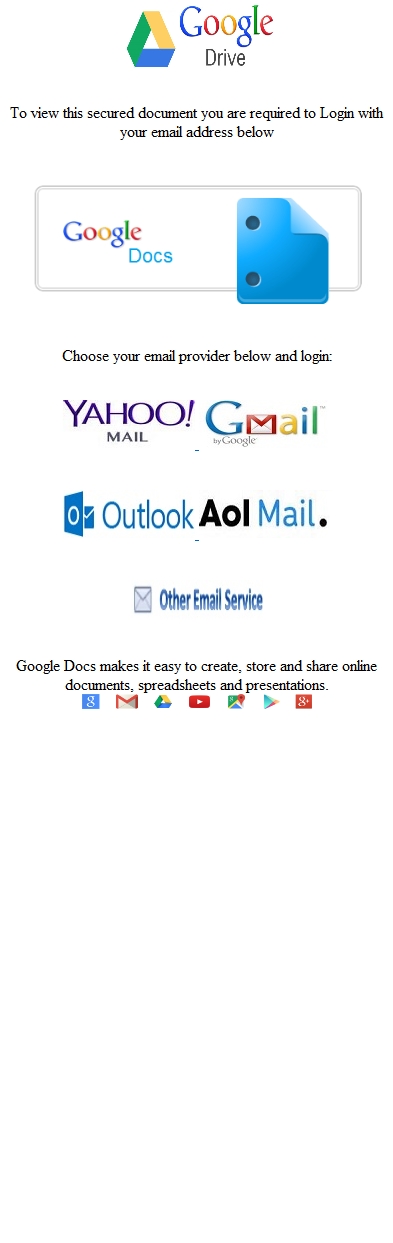 Google
Drive
To view this secured document you are required to Login with
your email address below
Google
Docs
Choose your email provider below and login:
YAHOO! Gmail™
MAIL by Google™
Outlook Aol Mail.
Other Email Service
Google Docs makes it easy to create, store and share online
documents, spreadsheets and presentations.
g g+